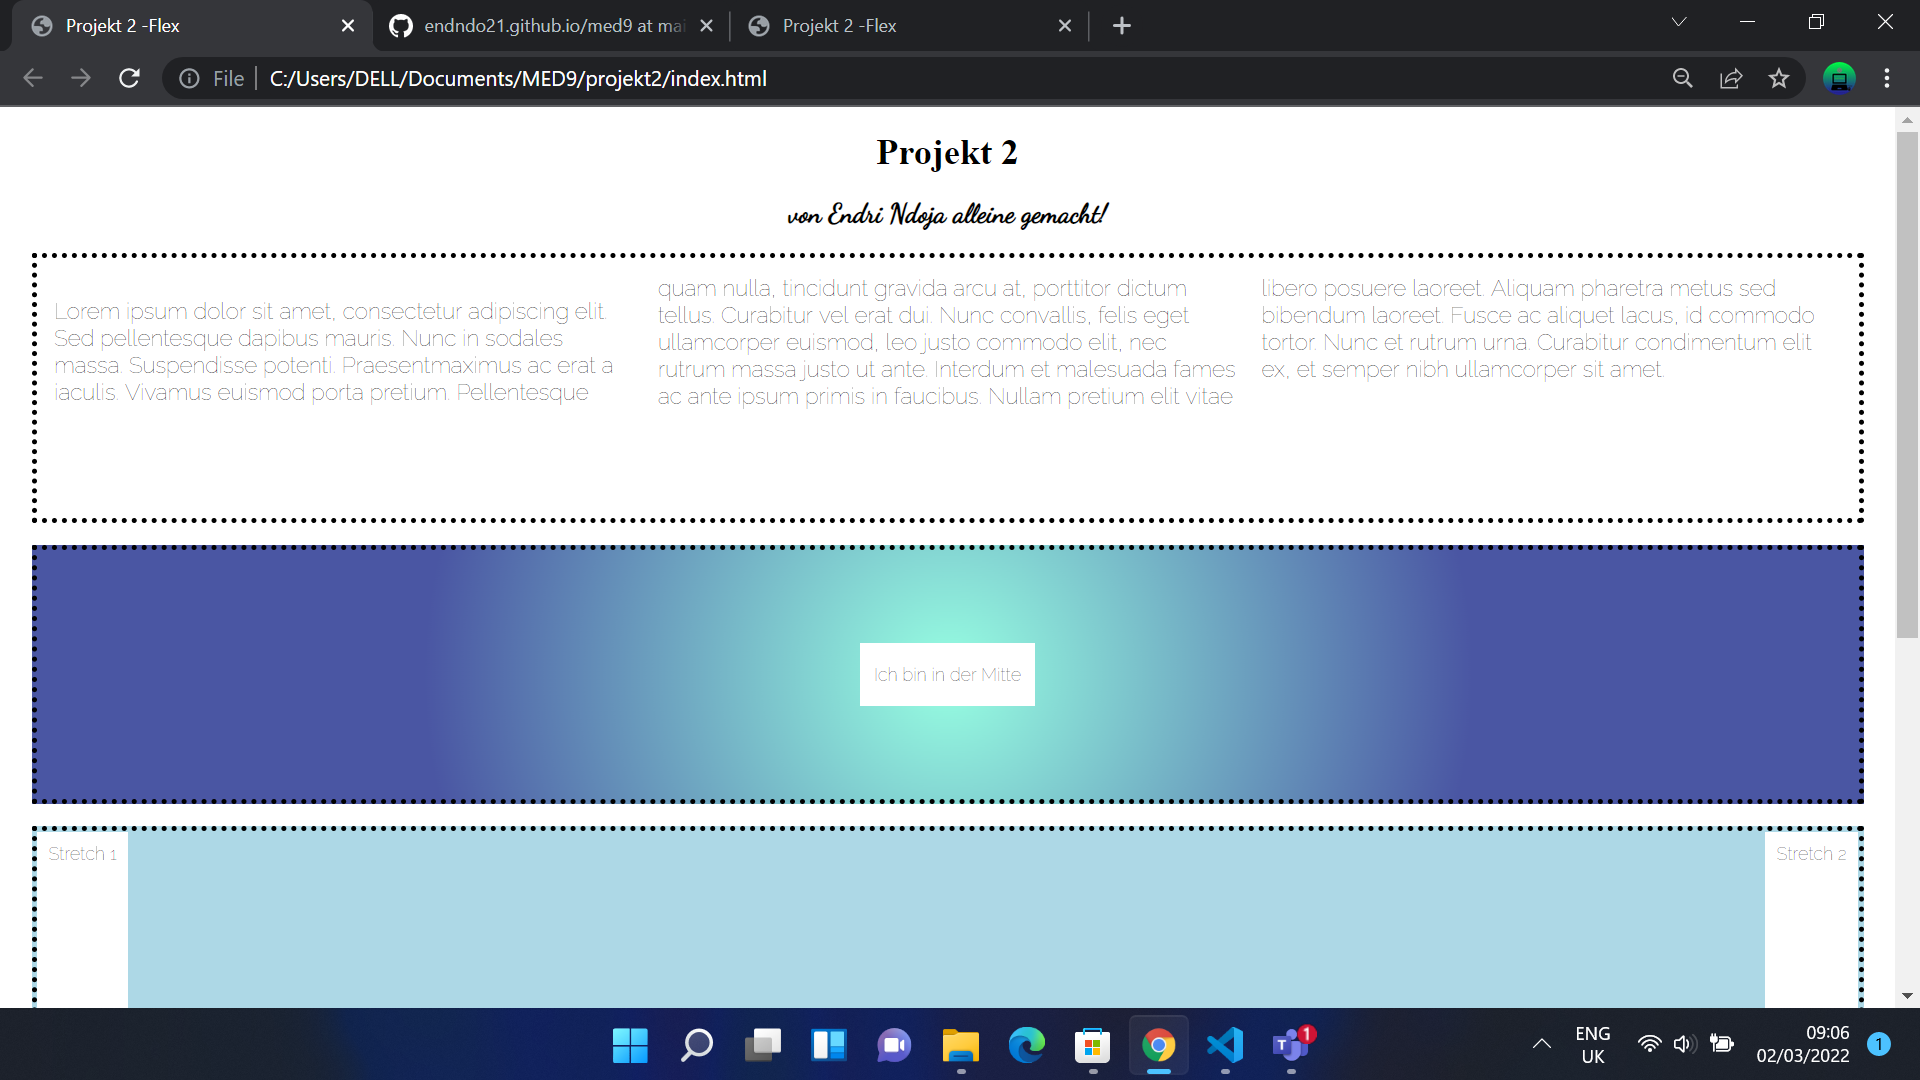 Projekt 2 -Flex
endndo21.github.io/med9 at mai
Projekt 2 -Flex
File
C:/Users/DELL/Documents/MED9/projekt2/index.html
Projekt 2
von Endri Ndoja alleine gemacht!
Lorem ipsum dolor sit amet, consectetur adipiscing elit.
Sed pellentesque dapibus mauris. Nunc in sodales
massa. Suspendisse potenti. Praesentmaximus ac erat a
iaculis. Vivamus euismod porta pretium. Pellentesque
quam nulla, tincidunt gravida arcu at, porttitor dictum
tellus. Curabitur vel erat dui. Nunc convallis, felis eget
ullamcorper euismod, leo justo commodo elit, nec
rutrum massa justo ut ante. Interdum et malesuada fames
ac ante ipsum primis in faucibus. Nullam pretium elit vitae
libero posuere laoreet. Aliquam pharetra metus sed
bibendum laoreet. Fusce ac aliquet lacus, id commodo
tortor. Nunc et rutrum urna. Curabitur condimentum elit
ex, et semper nibh ullamcorper sit amet.
Ich bin in der Mitte
Stretch 1
Stretch 2
1
ENG
UK
09:06
02/03/2022
1